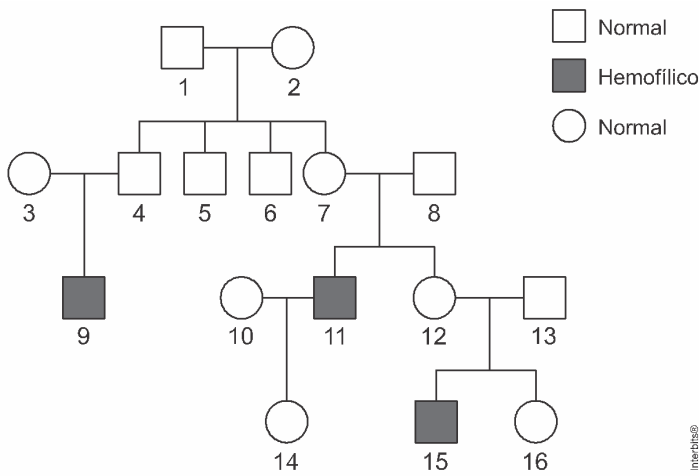 Normal
Hemofílico
Normal
1 2
3 4 5 6 7 8
9 10 11 12 13
14 15 16
Interbits®